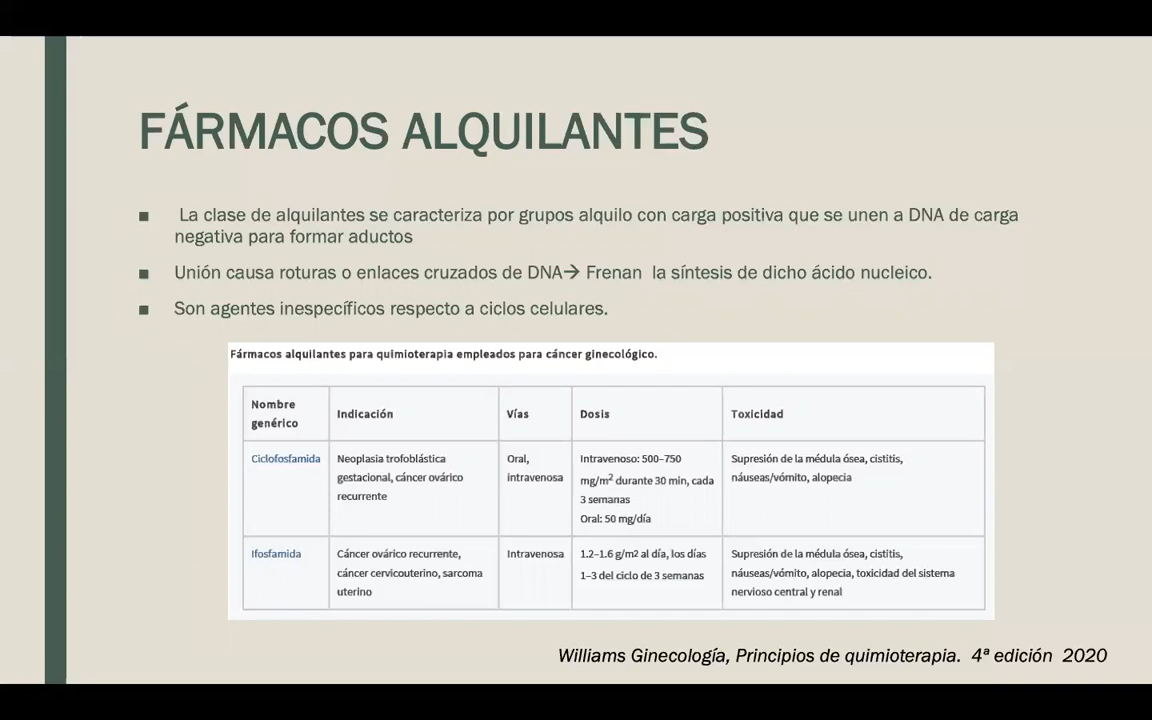 FÁRMACOS ALQUILANTES
■ La clase de alquilantes se caracteriza por grupos alquilo con carga positiva que se unen a DNA de carga
negativa para formar aductos
■ Unión causa roturas o enlaces cruzados de DNA→ Frenan la síntesis de dicho ácido nucleico.
■ Son agentes inespecíficos respecto a ciclos celulares.
Fármacos alquilantes para quimioterapia empleados para cáncer ginecológico.
Nombre
genérico
Indicación
Vías
Dosis
Toxicidad
Ciclofosfamida
Neoplasia trofoblástica
gestacional, cáncer ovárico
recurrente
Oral,
intravenosa
Intravenoso: 500–750
mg/m² durante 30 min, cada
3 semanas
Oral: 50 mg/día
Supresión de la médula ósea, cistitis,
náuseas/vómito, alopecia
Ifosfamida
Cáncer ovárico recurrente,
cáncer cervicouterino, sarcoma
uterino
Intravenosa
1.2–1.6 g/m2 al día, los días
1–3 del ciclo de 3 semanas
Supresión de la médula ósea, cistitis,
náuseas/vómito, alopecia, toxicidad del sistema
nervioso central y renal
Williams Ginecología, Principios de quimioterapia. 4ª edición 2020